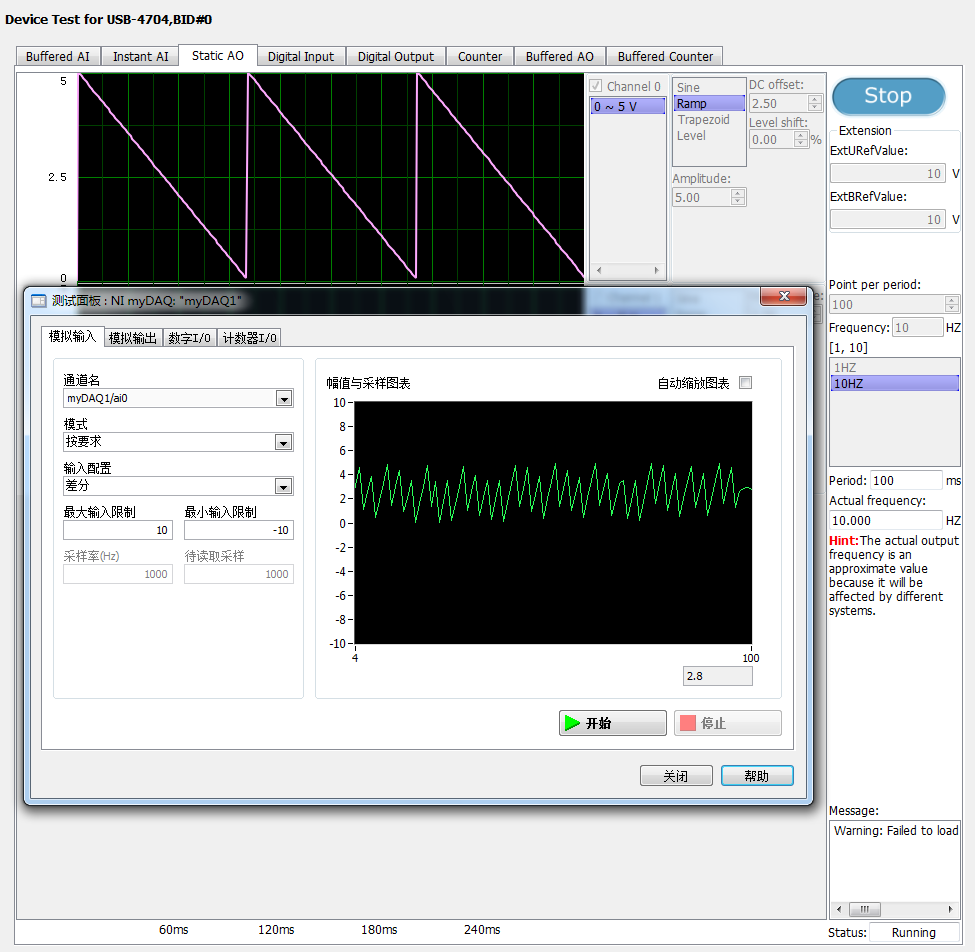 Device Test for USB-4704,BID#0
Buffered AI
Instant AI
Static AO
Digital Input
Digital Output
Counter
Buffered AO
Buffered Counter
5
2.5
0
Channel 0
0 ~ 5 V
Sine
Ramp
Trapezoid
Level
Amplitude:
5.00
DC offset:
2.50
Level shift:
0.00 %
Stop
Extension
ExtURefValue:
10 V
ExtBRefValue:
10 V
Point per period:
100
Frequency: 10 HZ
[1, 10]
1HZ
10HZ
Period: 100 ms
Actual frequency:
10.000 HZ
Hint:The actual output
frequency is an
approximate value
because it will be
affected by different
systems.
Message:
Warning: Failed to load
Status: Running
测试面板 : NI myDAQ: "myDAQ1"
模拟输入
模拟输出
数字I/0
计数器I/0
通道名
myDAQ1/ai0
模式
按要求
输入配置
差分
最大输入限制
10
最小输入限制
-10
采样率(Hz)
1000
待读取采样
1000
幅值与采样图表
自动缩放图表
10
8
6
4
2
0
-2
-4
-6
-8
-10
4
100
2.8
开始
停止
关闭
帮助
60ms
120ms
180ms
240ms